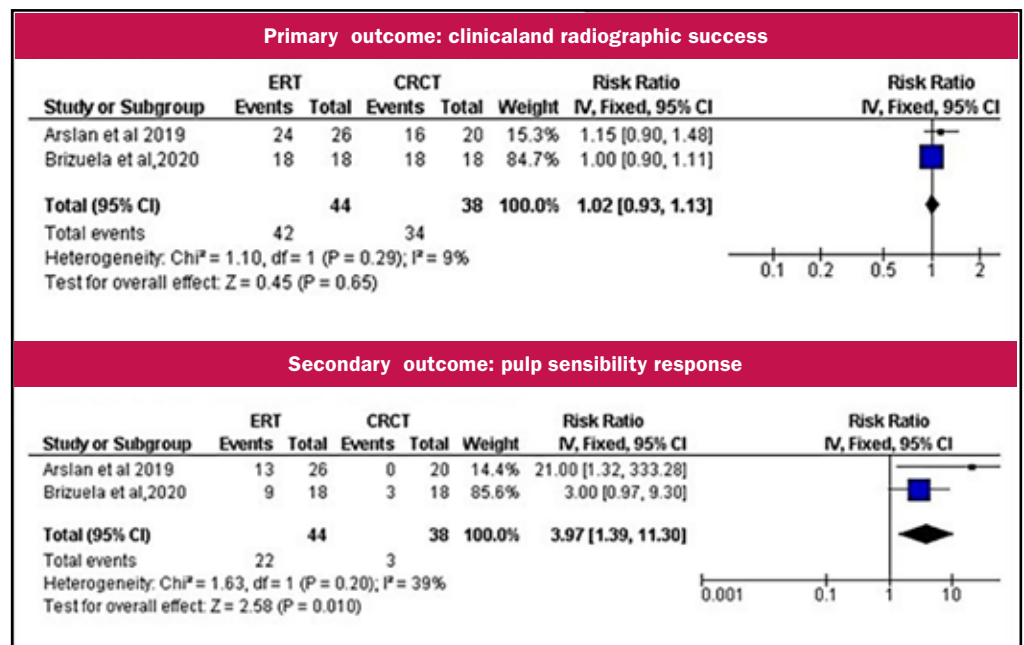 Primary outcome: clinicaland radiographic success
ERT CRCT Risk Ratio Risk Ratio
Study or Subgroup Events Total Events Total Weight IV, Fixed, 95% CI IV, Fixed, 95% CI
Arslan et al 2019 24 26 16 20 15.3% 1.15 [0.90, 1.48]
Brizuela et al,2020 18 18 18 18 84.7% 1.00 [0.90, 1.11]
Total (95% CI) 44 38 100.0% 1.02 [0.93, 1.13]
Total events 42 34
Heterogeneity: Chi² = 1.10, df = 1 (P = 0.29); I² = 9%
Test for overall effect: Z = 0.45 (P = 0.65)
0.1 0.2 0.5 1 2
Secondary outcome: pulp sensibility response
ERT CRCT Risk Ratio Risk Ratio
Study or Subgroup Events Total Events Total Weight IV, Fixed, 95% CI IV, Fixed, 95% CI
Arslan et al 2019 13 26 0 20 14.4% 21.00 [1.32, 333.28]
Brizuela et al,2020 9 18 3 18 85.6% 3.00 [0.97, 9.30]
Total (95% CI) 44 38 100.0% 3.97 [1.39, 11.30]
Total events 22 3
Heterogeneity: Chi² = 1.63, df = 1 (P = 0.20); I² = 39%
Test for overall effect: Z = 2.58 (P = 0.010)
0.001 0.1 1 10